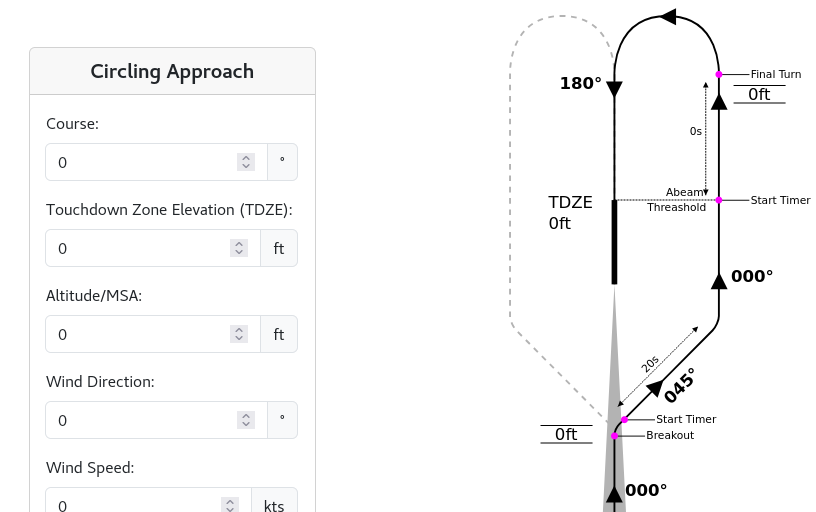 Circling Approach
Course:
0 °
Touchdown Zone Elevation (TDZE):
0 ft
Altitude/MSA:
0 ft
Wind Direction:
0 °
Wind Speed:
0 kts
180°
Final Turn
0ft
0s
Abeam
Threashold
TDZE
0ft
Start Timer
000°
20s
045°
Start Timer
0ft
Breakout
000°